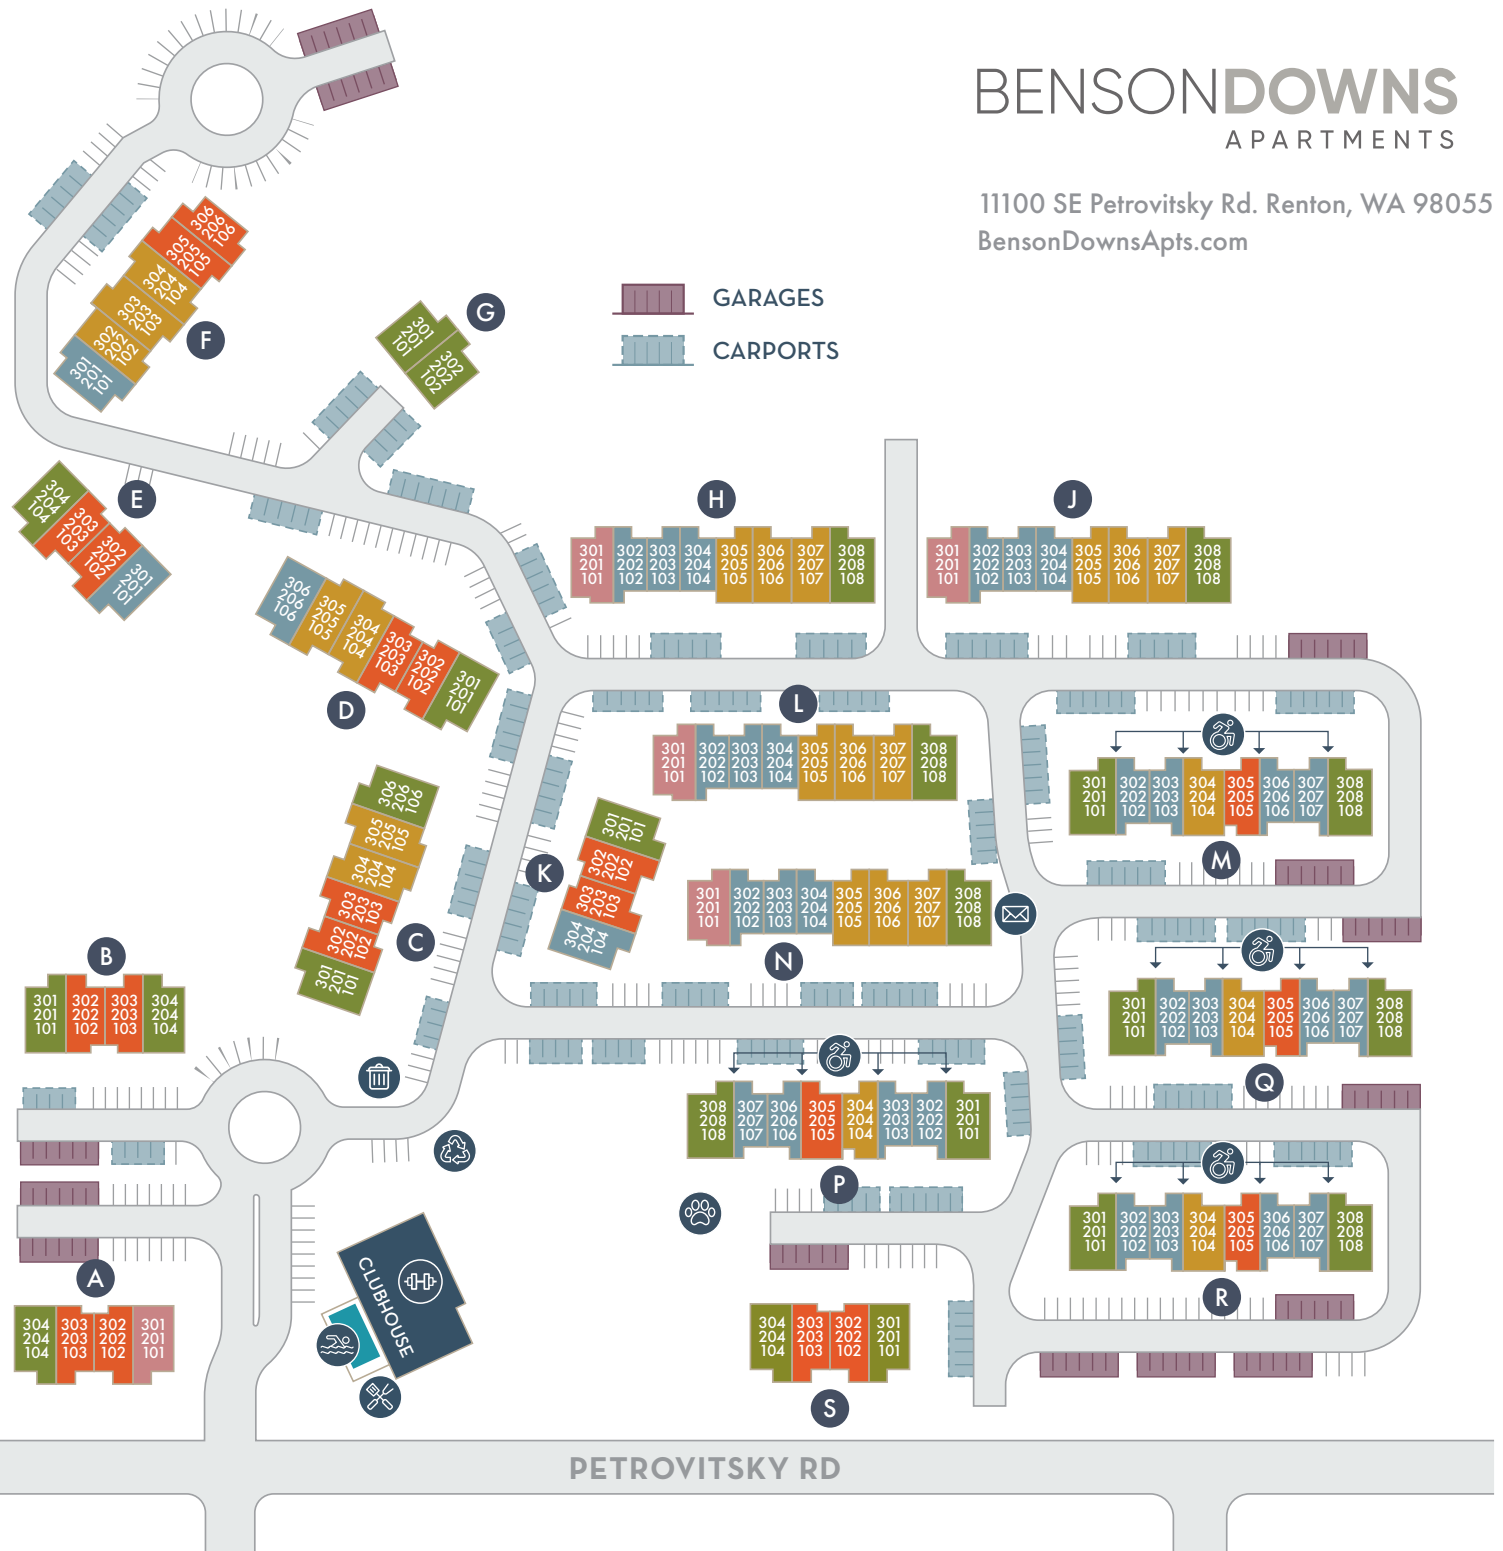 BENSONDOWNS
APARTMENTS
11100 SE Petrovitsky Rd. Renton, WA 98055
BensonDownsApts.com
GARAGES
CARPORTS
306 206 106
305 205 105
304 204 104
303 203 103
302 202 102
301 201 101
F
G
301 201 101
302 202 102
E
304 204 104
303 203 103
302 202 102
301 201 101
306 206 106
305 205 105
304 204 104
303 203 103
302 202 102
301 201 101
D
H
301 302 303 304 305 306 307 308
201 202 203 204 205 206 207 208
101 102 103 104 105 106 107 108
J
301 302 303 304 305 306 307 308
201 202 203 204 205 206 207 208
101 102 103 104 105 106 107 108
L
301 302 303 304 305 306 307 308
201 202 203 204 205 206 207 208
101 102 103 104 105 106 107 108
301 302 303 304 305 306 307 308
201 202 203 204 205 206 207 208
101 102 103 104 105 106 107 108
M
306 206 106
305 205 105
304 204 104
303 203 103
302 202 102
301 201 101
C
K
301 201 101
302 202 102
303 203 103
304 204 104
301 302 303 304 305 306 307 308
201 202 203 204 205 206 207 208
101 102 103 104 105 106 107 108
N
B
301 302 303 304
201 202 203 204
101 102 103 104
301 302 303 304 305 306 307 308
201 202 203 204 205 206 207 208
101 102 103 104 105 106 107 108
Q
308 307 306 305 304 303 302 301
208 207 206 205 204 203 202 201
108 107 106 105 104 103 102 101
P
301 302 303 304 305 306 307 308
201 202 203 204 205 206 207 208
101 102 103 104 105 106 107 108
R
A
304 303 302 301
204 203 202 201
104 103 102 101
CLUBHOUSE
304 303 302 301
204 203 202 201
104 103 102 101
S
PETROVITSKY RD